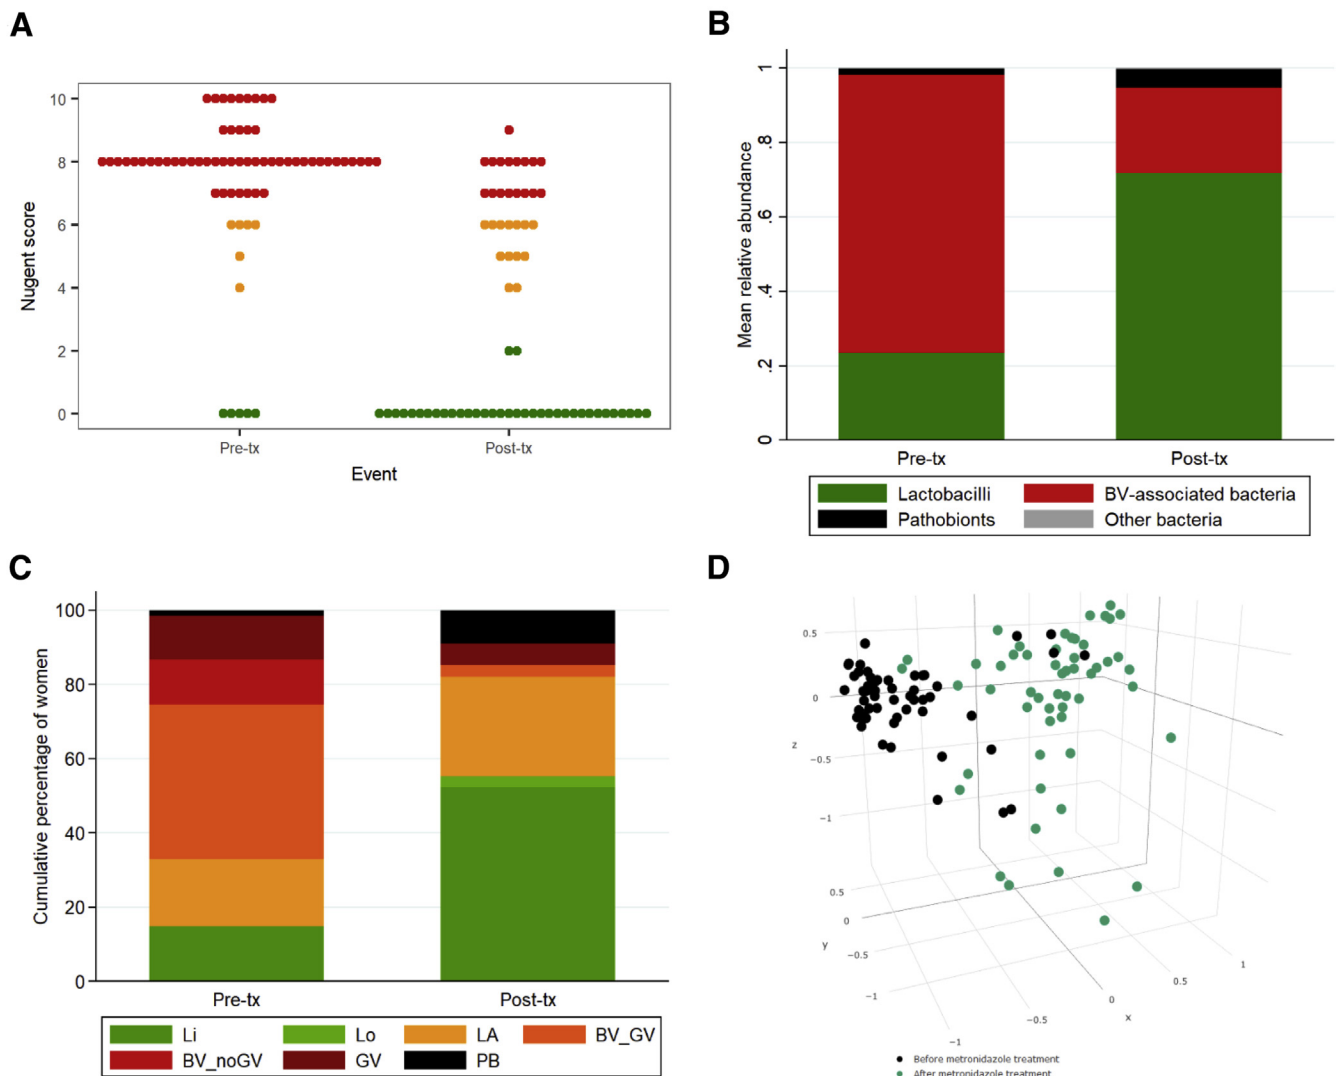 A
Nugent score
10
8
6
4
2
0
Pre-tx
Post-tx
Event
B
Mean relative abundance
1
.8
.6
.4
.2
0
Pre-tx
Post-tx
Lactobacilli
BV-associated bacteria
Pathobionts
Other bacteria
C
Cumulative percentage of women
100
80
60
40
20
0
Pre-tx
Post-tx
Li
Lo
LA
BV_GV
BV_noGV
GV
PB
D
0.5
0
z
−0.5
−1
0.5
0
y
−0.5
−1
−1
−0.5
0
x
0.5
1
Before metronidazole treatment
After metronidazole treatment